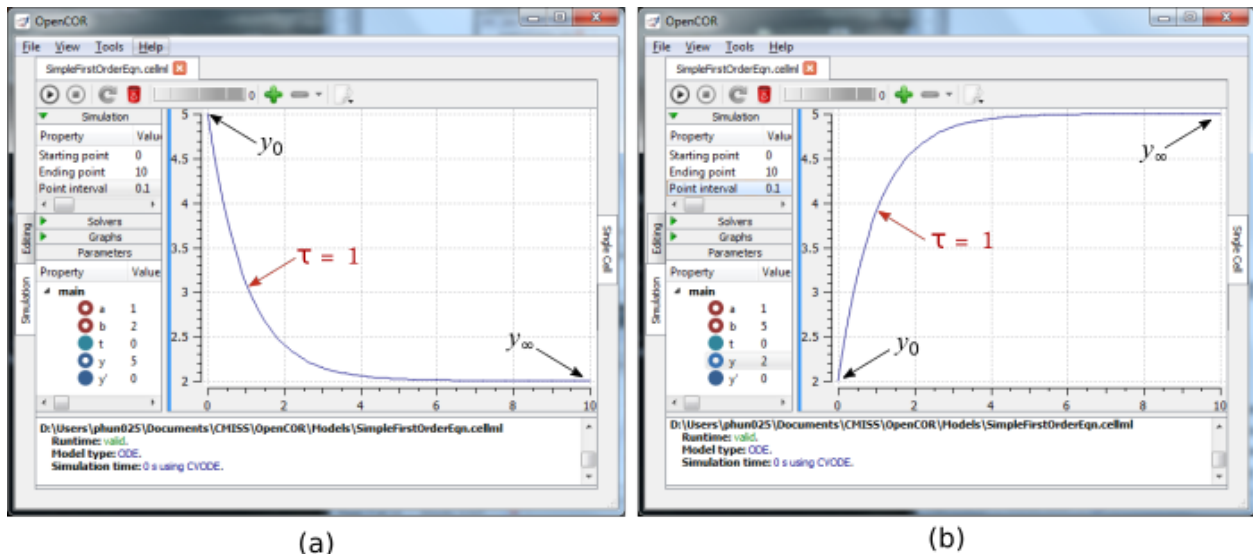 OpenCOR
File View Tools Help
SimpleFirstOrderEqn.cellml
0
Simulation
Property Valu
Starting point 0
Ending point 10
Point interval 0.1
Solvers
Graphs
Parameters
Property Value
main
a 1
b 2
t 0
y 5
y' 0
Editing
Simulation
Single Cell
5
4.5
4
3.5
3
2.5
2
0 2 4 6 8 10
y0
τ = 1
y∞
D:\Users\phun025\Documents\CMISS\OpenCOR\Models\SimpleFirstOrderEqn.cellml
Runtime: valid.
Model type: ODE.
Simulation time: 0 s using CVODE.
(a)
OpenCOR
File View Tools Help
SimpleFirstOrderEqn.cellml
0
Simulation
Property Valu
Starting point 0
Ending point 10
Point interval 0.1
Solvers
Graphs
Parameters
Property Value
main
a 1
b 5
t 0
y 2
y' 0
Editing
Simulation
Single Cell
5
4.5
4
3.5
3
2.5
2
0 2 4 6 8 10
y∞
τ = 1
y0
D:\Users\phun025\Documents\CMISS\OpenCOR\Models\SimpleFirstOrderEqn.cellml
Runtime: valid.
Model type: ODE.
Simulation time: 0 s using CVODE.
(b)